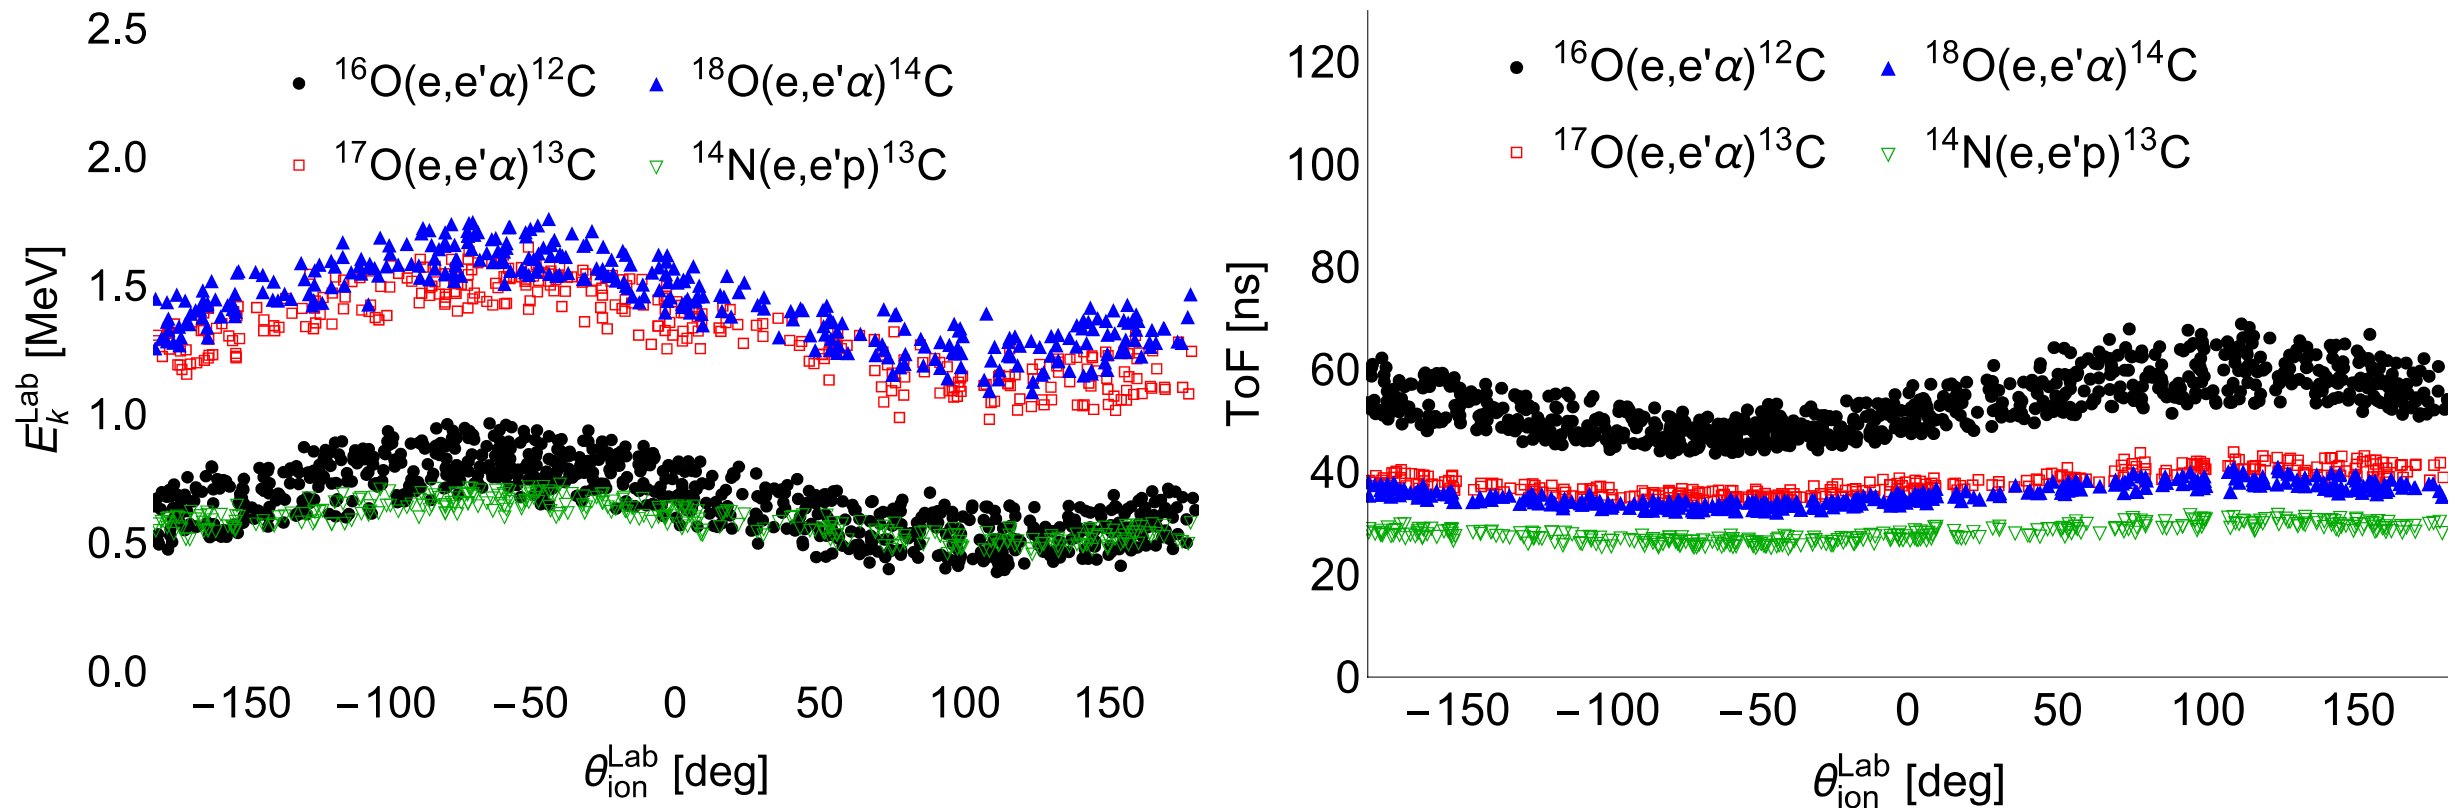 2.5
2.0
1.5
1.0
0.5
0.0
E_k^Lab [MeV]
¹⁶O(e,e'α)¹²C
¹⁸O(e,e'α)¹⁴C
¹⁷O(e,e'α)¹³C
¹⁴N(e,e'p)¹³C
−150 −100 −50 0 50 100 150
θ_ion^Lab [deg]
120
100
80
60
40
20
0
ToF [ns]
¹⁶O(e,e'α)¹²C
¹⁸O(e,e'α)¹⁴C
¹⁷O(e,e'α)¹³C
¹⁴N(e,e'p)¹³C
−150 −100 −50 0 50 100 150
θ_ion^Lab [deg]